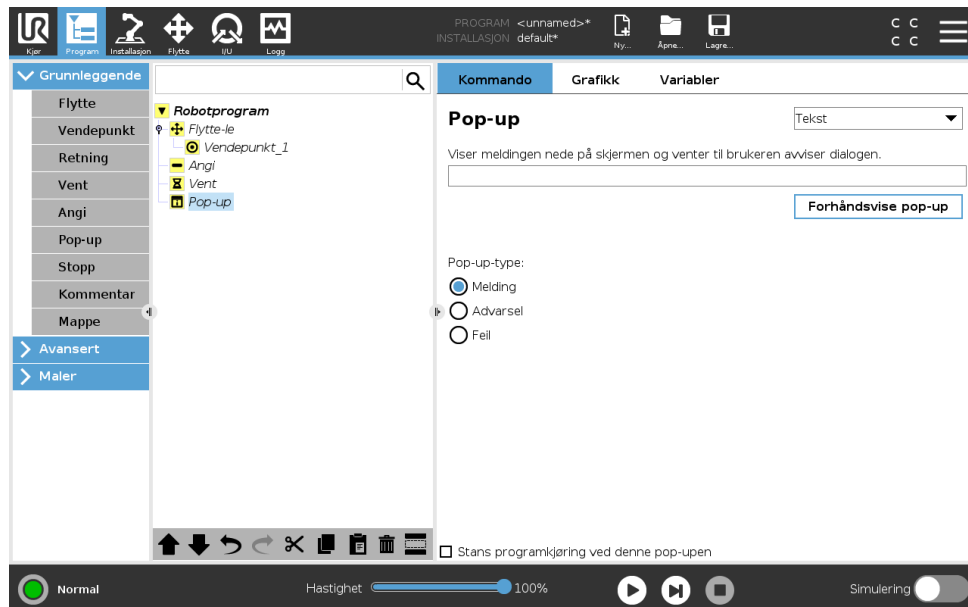 PROGRAM <unnamed>*
INSTALLASJON default*
Ny...
Åpne...
Lagre...
C C
C C
Kjør
Program
Installasjon
Flytte
I/U
Logg
Grunnleggende
Flytte
Vendepunkt
Retning
Vent
Angi
Pop-up
Stopp
Kommentar
Mappe
Avansert
Maler
Robotprogram
Flytte-le
Vendepunkt_1
Angi
Vent
Pop-up
Kommando
Grafikk
Variabler
Pop-up
Tekst
Viser meldingen nede på skjermen og venter til brukeren avviser dialogen.
Forhåndsvise pop-up
Pop-up-type:
Melding
Advarsel
Feil
Stans programkjøring ved denne pop-upen
Normal
Hastighet
100%
Simulering